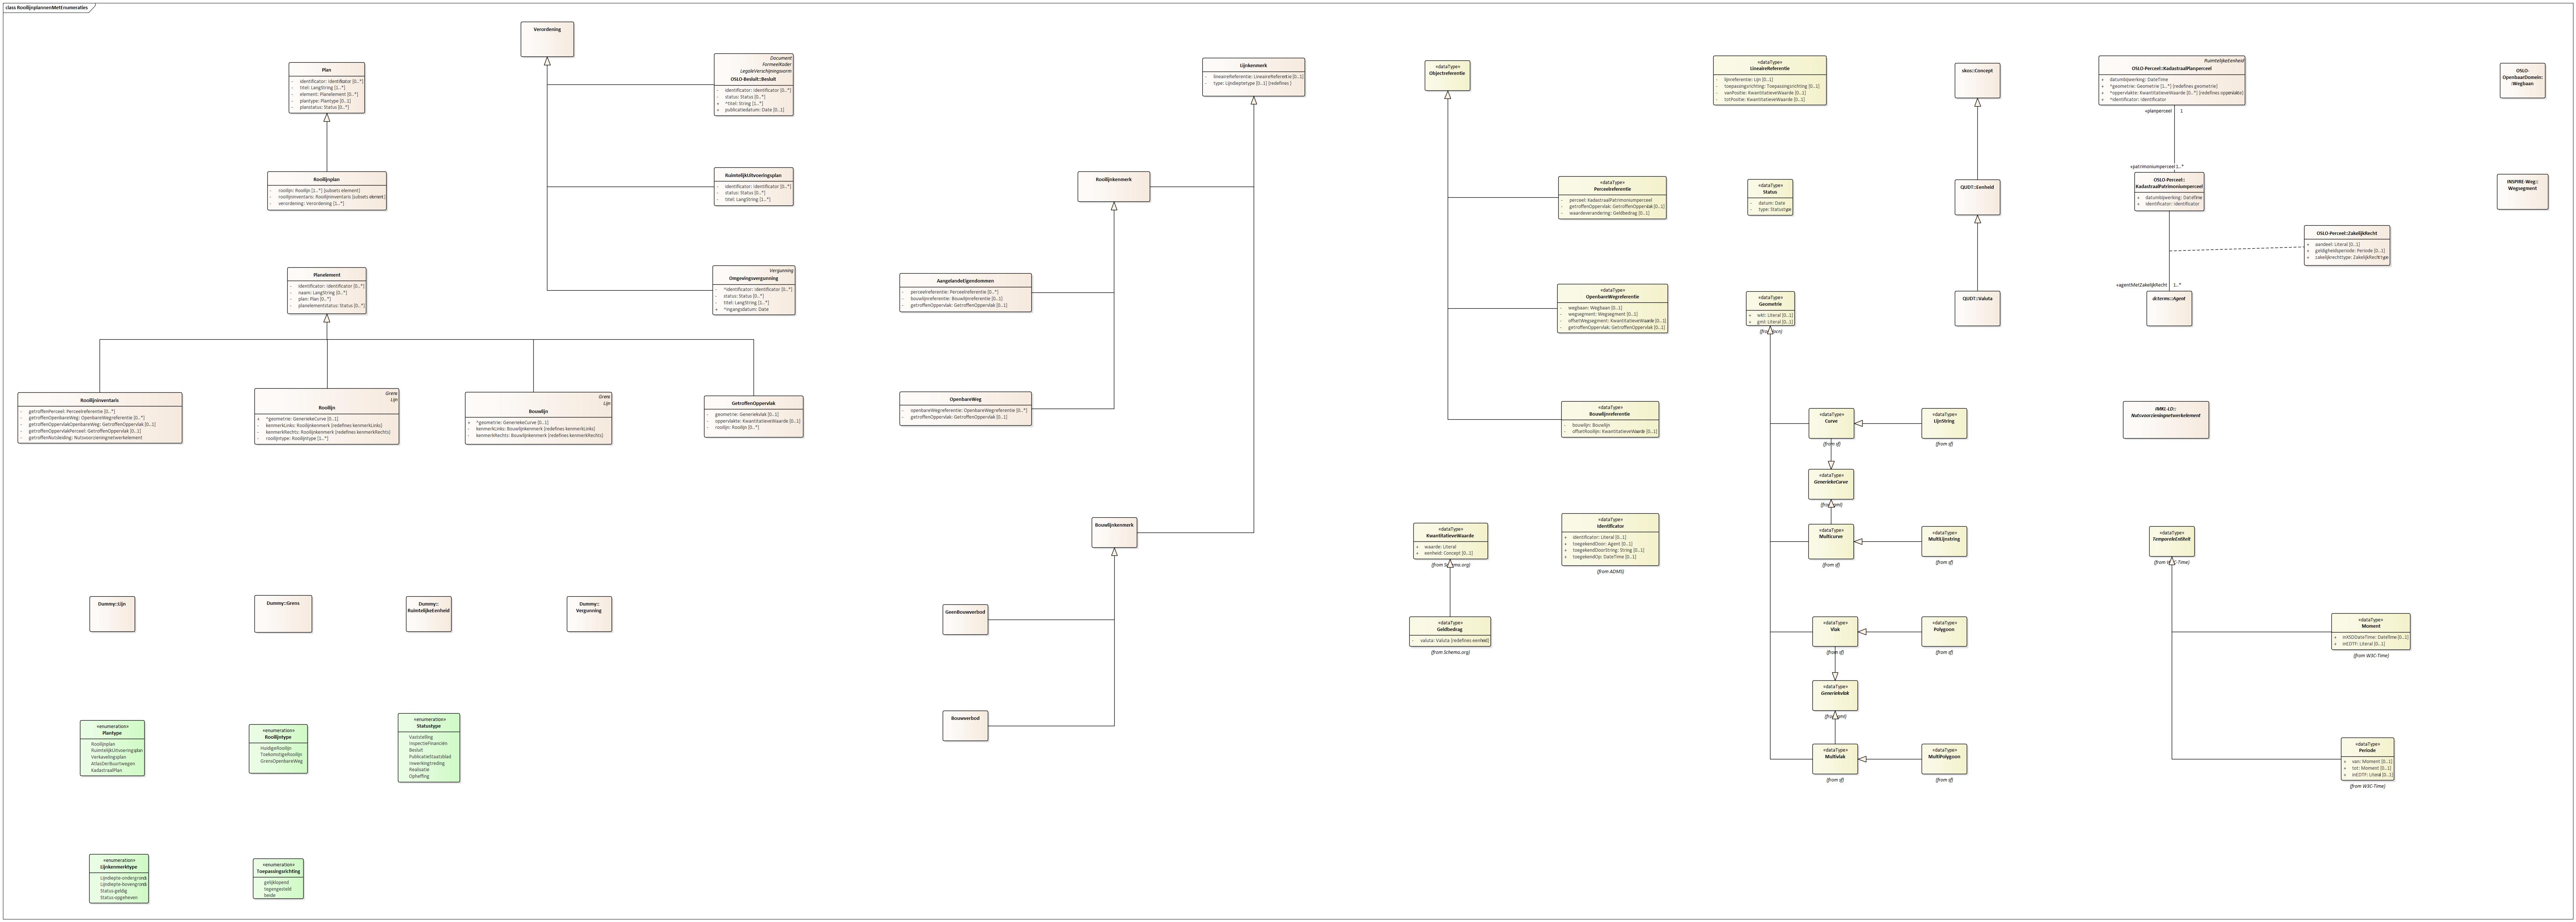 class RooilijnplannenMetEnumeraties
Verordening
Plan
- identificator: Identificator [0..*]
- titel: LangString [1..*]
- element: Planelement [0..*]
- plantype: Plantype [0..1]
- planstatus: Status [0..*]
Document
FormeelKader
LegaleVerschijningsvorm
OSLO-Besluit::Besluit
- identificator: Identificator [0..*]
- status: Status [0..*]
+ ^titel: String [1..*]
+ publicatiedatum: Date [0..1]
Rooilijnplan
- rooilijn: Rooilijn [1..*] {subsets element}
- rooilijninventaris: Rooilijninventaris {subsets element}
- verordening: Verordening [1..*]
RuimtelijkUitvoeringsplan
- identificator: Identificator [0..*]
- status: Status [0..*]
- titel: LangString [1..*]
Planelement
- identificator: Identificator [0..*]
- naam: LangString [0..*]
- plan: Plan [0..*]
- planelementstatus: Status [0..*]
Vergunning
Omgevingsvergunning
- ^identificator: Identificator [0..*]
- status: Status [0..*]
- titel: LangString [1..*]
+ ^ingangsdatum: Date
Rooilijninventaris
- getroffenPerceel: Perceelreferentie [0..*]
- getroffenOpenbareWeg: OpenbareWegreferentie [0..*]
- getroffenOppervlakOpenbareWeg: GetroffenOppervlak [0..1]
- getroffenOppervlakPerceel: GetroffenOppervlak [0..1]
- getroffenNutsleiding: Nutsvoorzieningnetwerkelement
Grens
Lijn
Rooilijn
+ ^geometrie: GeneriekeCurve [0..1]
- kenmerkLinks: Rooilijnkenmerk {redefines kenmerkLinks}
- kenmerkRechts: Rooilijnkenmerk {redefines kenmerkRechts}
- rooilijntype: Rooilijntype [1..*]
Grens
Lijn
Bouwlijn
+ ^geometrie: GeneriekeCurve [0..1]
- kenmerkLinks: Bouwlijnkenmerk {redefines kenmerkLinks}
- kenmerkRechts: Bouwlijnkenmerk {redefines kenmerkRechts}
GetroffenOppervlak
- geometrie: Generiekvlak [0..1]
- oppervlakte: KwantitatieveWaarde [0..1]
- rooilijn: Rooilijn [0..*]
Dummy::Lijn
Dummy::Grens
Dummy::
RuimtelijkeEenheid
Dummy::
Vergunning
«enumeration»
Plantype
Rooilijnplan
RuimtelijkUitvoeringsplan
Verkavelingsplan
AtlasDerBuurtwegen
KadastraalPlan
«enumeration»
Rooilijntype
HuidigeRooilijn
ToekomstigeRooilijn
GrensOpenbareWeg
«enumeration»
Statustype
Vaststelling
InspectieFinanciën
Besluit
PublicatieStaatsblad
Inwerkingtreding
Realisatie
Opheffing
«enumeration»
Lijnkenmerktype
Lijndiepte-ondergronds
Lijndiepte-bovengronds
Status-geldig
Status-opgeheven
«enumeration»
Toepassingsrichting
gelijklopend
tegengesteld
beide
Lijnkenmerk
- lineaireReferentie: LineaireReferentie [0..1]
- type: Lijndieptetype [0..1] {redefines }
Rooilijnkenmerk
AangelandeEigendommen
- perceelreferentie: Perceelreferentie [0..*]
- bouwlijnreferentie: Bouwlijnreferentie [0..1]
- getroffenOppervlak: GetroffenOppervlak [0..1]
OpenbareWeg
- openbareWegreferentie: OpenbareWegreferentie [0..*]
- getroffenOppervlak: GetroffenOppervlak [0..1]
Bouwlijnkenmerk
GeenBouwverbod
Bouwverbod
«dataType»
Objectreferentie
«dataType»
Perceelreferentie
- perceel: KadastraalPatrimoniumperceel
- getroffenOppervlak: GetroffenOppervlak [0..1]
- waardeverandering: Geldbedrag [0..1]
«dataType»
OpenbareWegreferentie
- wegbaan: Wegbaan [0..1]
- wegsegment: Wegsegment [0..1]
- offsetWegsegment: KwantitatieveWaarde [0..1]
- getroffenOppervlak: GetroffenOppervlak [0..1]
«dataType»
Bouwlijnreferentie
- bouwlijn: Bouwlijn
- offsetRooilijn: KwantitatieveWaarde [0..1]
«dataType»
KwantitatieveWaarde
+ waarde: Literal
+ eenheid: Concept [0..1]
(from Schema.org)
«dataType»
Identificator
+ identificator: Literal [0..1]
+ toegekendDoor: Agent [0..1]
+ toegekendDoorString: String [0..1]
+ toegekendOp: DateTime [0..1]
(from ADMS)
«dataType»
Geldbedrag
- valuta: Valuta {redefines eenheid}
(from Schema.org)
«dataType»
LineaireReferentie
- lijnreferentie: Lijn [0..1]
- toepassingsrichting: Toepassingsrichting [0..1]
- vanPositie: KwantitatieveWaarde [0..1]
- totPositie: KwantitatieveWaarde [0..1]
«dataType»
Status
- datum: Date
- type: Statustype
«dataType»
Geometrie
+ wkt: Literal [0..1]
+ gml: Literal [0..1]
«dataType»
Curve
(from sf)
«dataType»
LijnString
(from sf)
«dataType»
GeneriekeCurve
(from gml)
«dataType»
Multicurve
(from sf)
«dataType»
MultiLijnstring
(from sf)
«dataType»
Vlak
(from sf)
«dataType»
Polygoon
(from sf)
«dataType»
Generiekvlak
(from gml)
«dataType»
Multivlak
(from sf)
«dataType»
MultiPolygoon
(from sf)
skos::Concept
QUDT::Eenheid
QUDT::Valuta
RuimtelijkeEenheid
OSLO-Perceel::KadastraalPlanperceel
+ datumbijwerking: DateTime
+ ^geometrie: Geometrie [1..*] {redefines geometrie}
+ ^oppervlakte: KwantitatieveWaarde [0..*] {redefines oppervlakte}
+ ^identificator: Identificator
+planperceel 1
+patrimoniumperceel 1..*
OSLO-Perceel::
KadastraalPatrimoniumperceel
+ datumbijwerking: DateTime
+ identificator: Identificator
OSLO-Perceel::ZakelijkRecht
+ aandeel: Literal [0..1]
+ geldigheidsperiode: Periode [0..1]
+ zakelijkrechttype: ZakelijkRechttype
+agentMetZakelijkRecht 1..*
dcterms::Agent
IMKL-LD::
Nutsvoorzieningnetwerkelement
«dataType»
TemporeleEntiteit
(from W3C-Time)
«dataType»
Moment
+ inXSDDateTime: DateTime [0..1]
+ inEDTF: Literal [0..1]
(from W3C-Time)
«dataType»
Periode
+ van: Moment [0..1]
+ tot: Moment [0..1]
+ inEDTF: Literal [0..1]
(from W3C-Time)
OSLO-
OpenbaarDomein:
:Wegbaan
INSPIRE-Weg::
Wegsegment